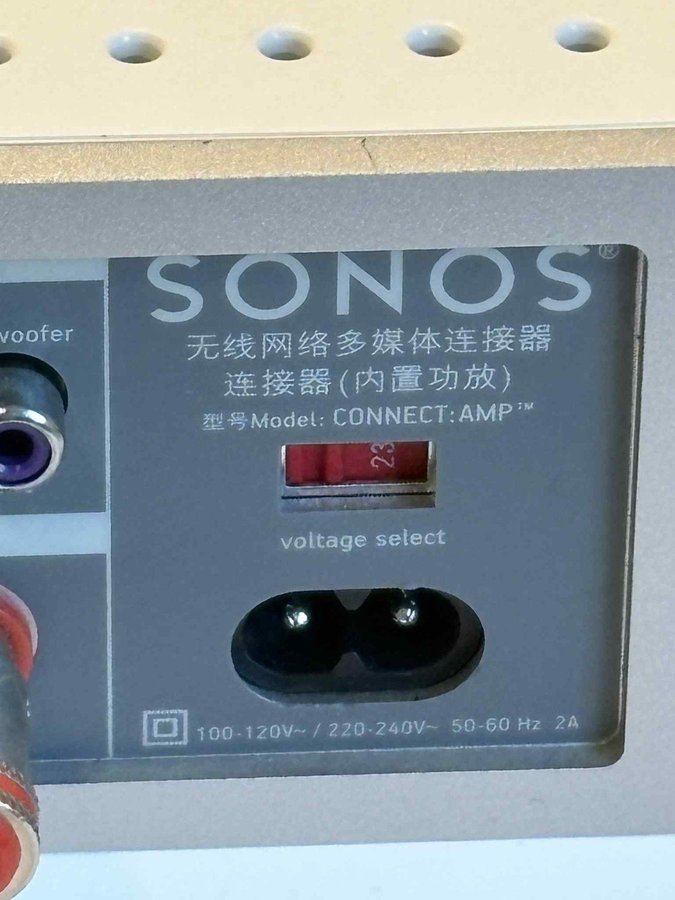 SONOS®
woofer
无线网络多媒体连接器
连接器(内置功放)
型号Model: CONNECT:AMP™
23
voltage select
100-120V~ / 220-240V~ 50-60 Hz 2A